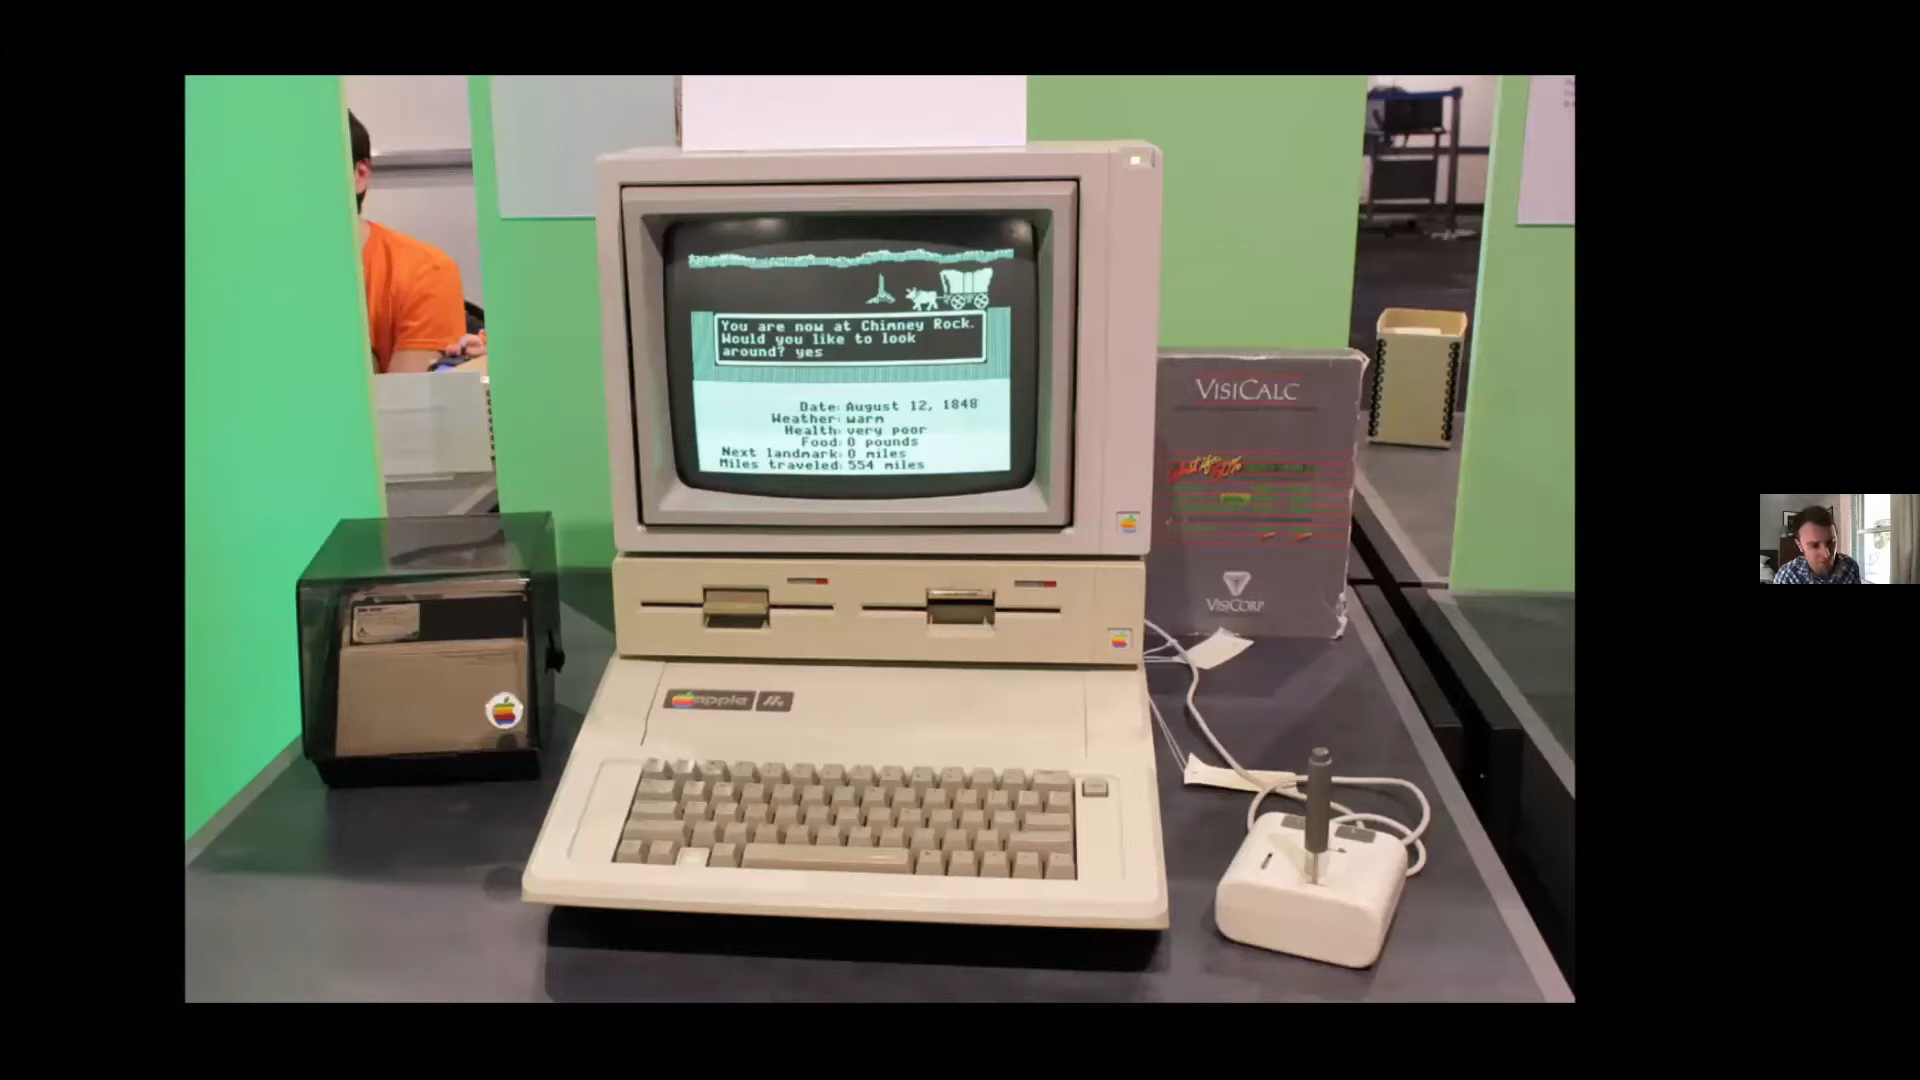 You are now at Chimney Rock.
Would you like to look
around? yes
Date: August 12, 1848
Weather: warm
Health: very poor
Food: 0 pounds
Next landmark: 0 miles
Miles traveled: 554 miles
VISICALC
VISICORP
apple //e